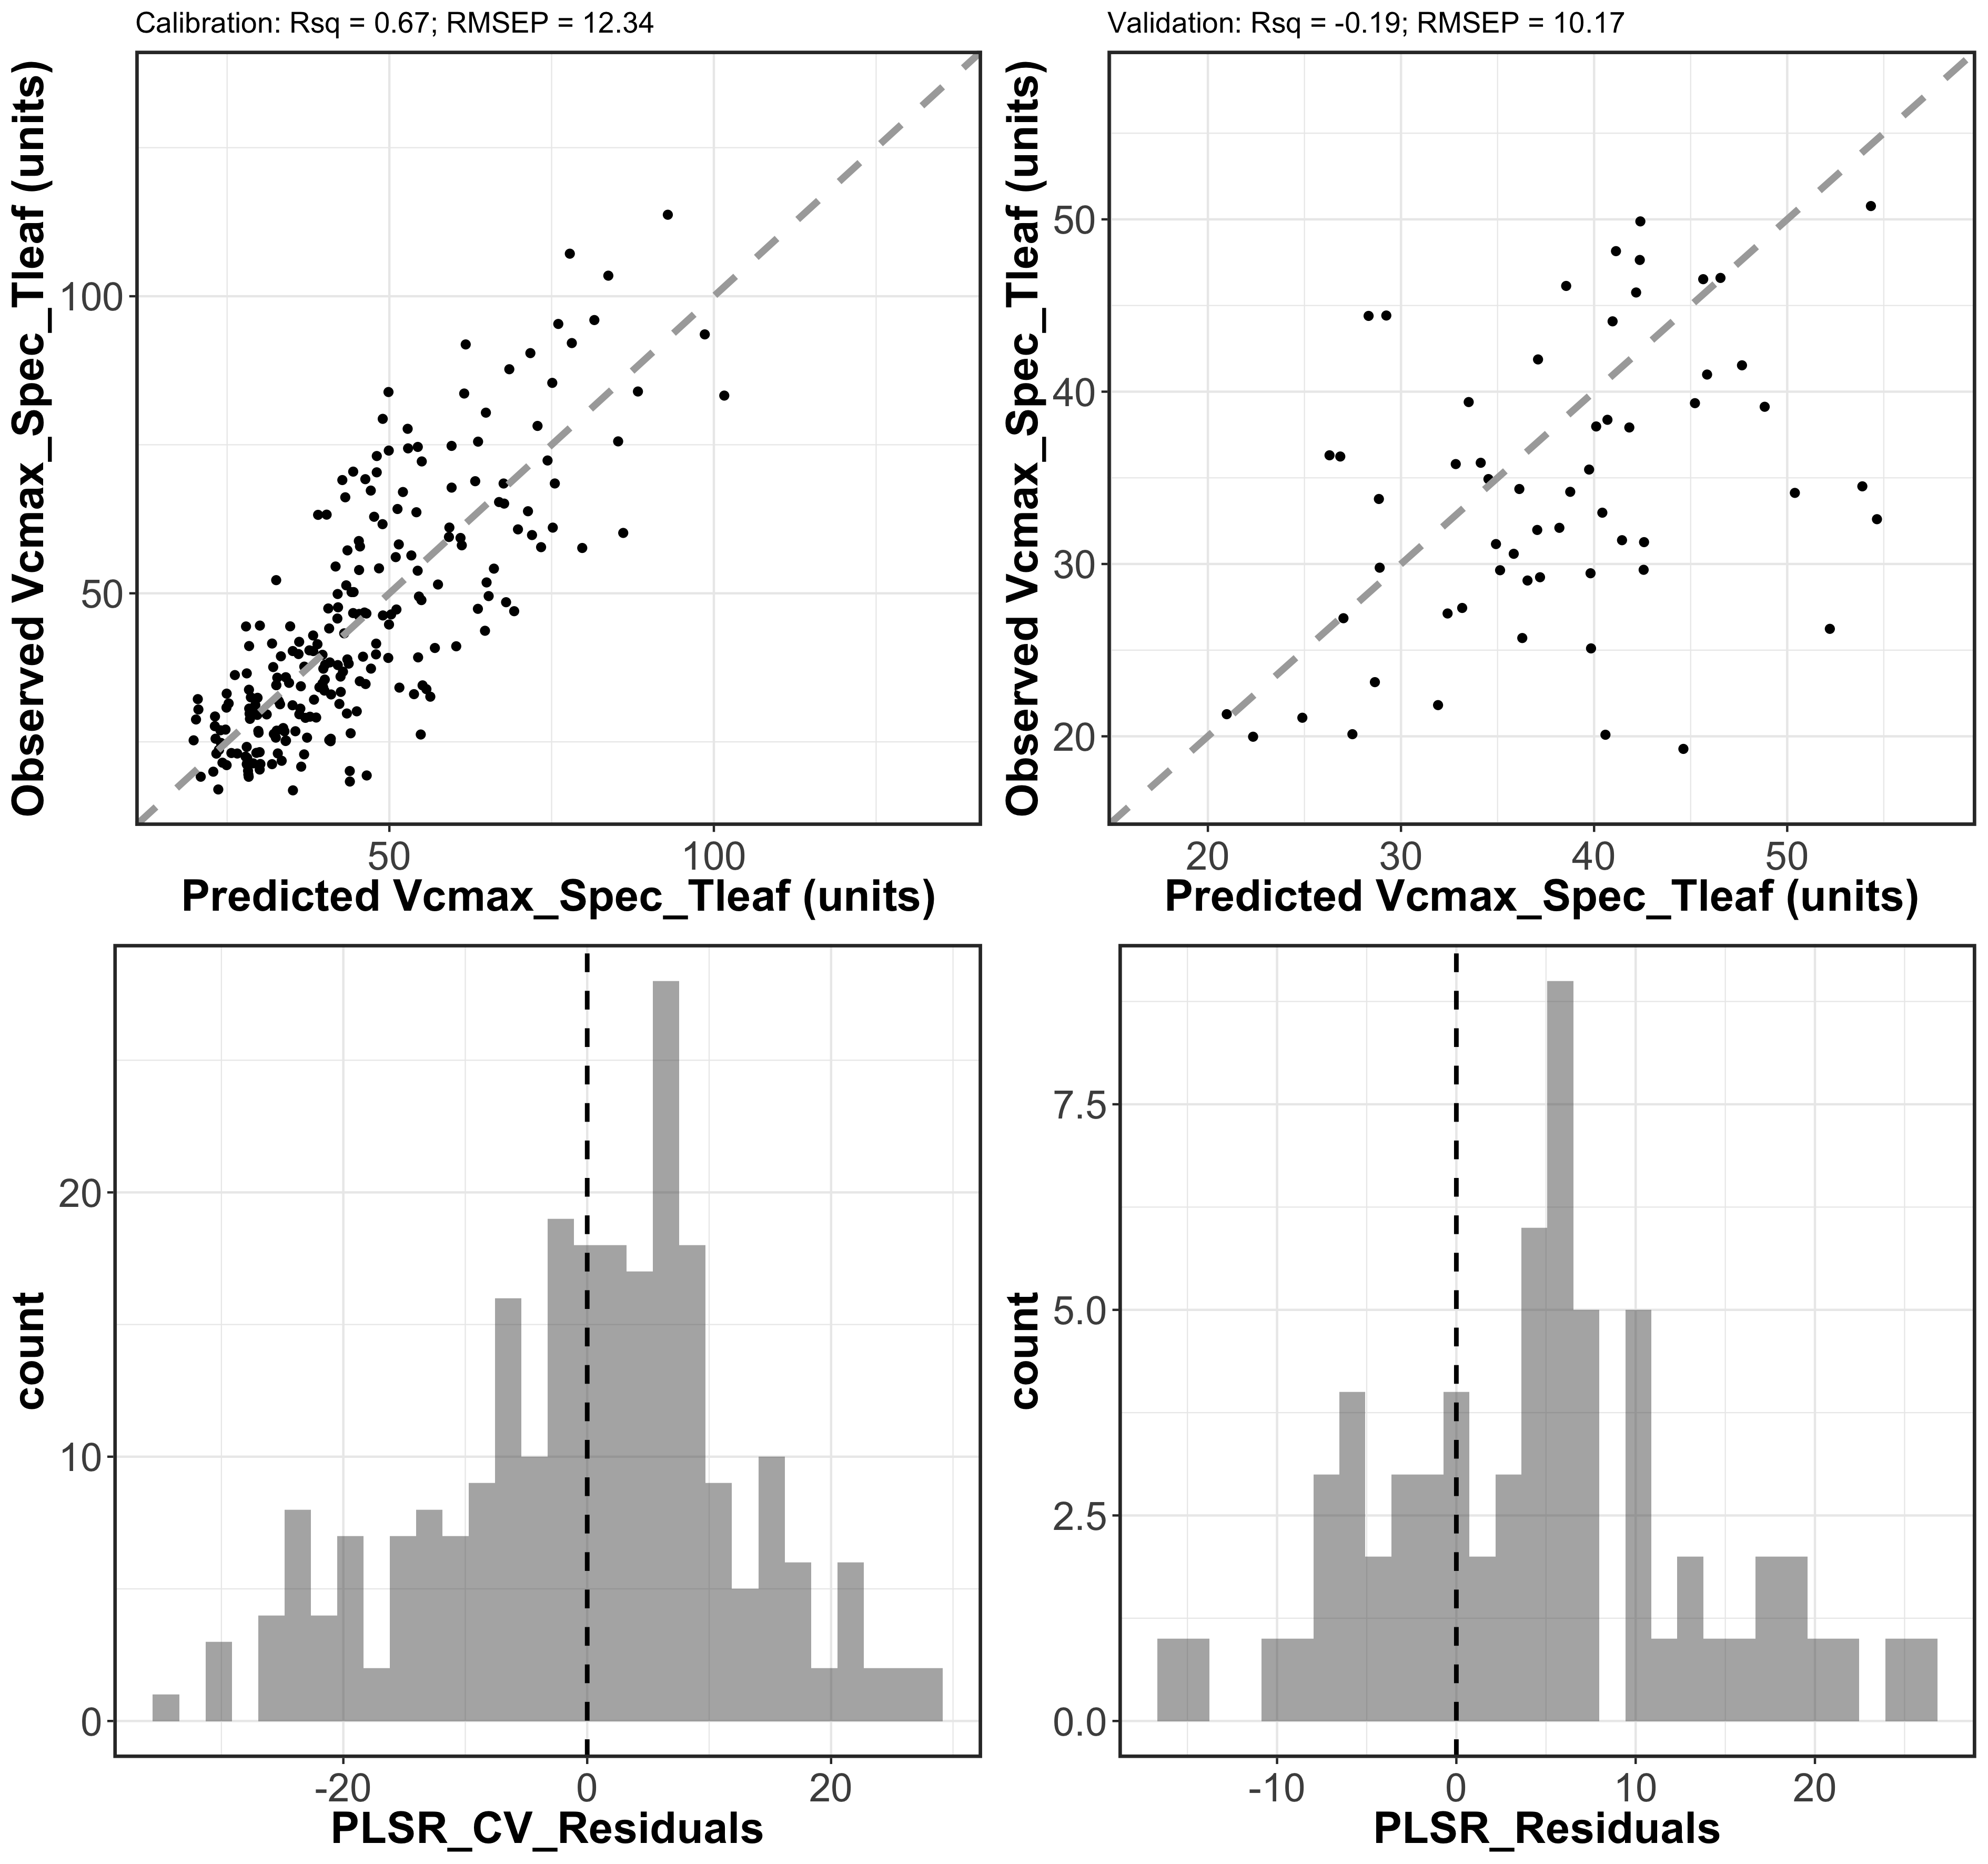 Calibration: Rsq = 0.67; RMSEP = 12.34
Observed Vcmax_Spec_Tleaf (units)
100
50
50 100
Predicted Vcmax_Spec_Tleaf (units)
Validation: Rsq = -0.19; RMSEP = 10.17
Observed Vcmax_Spec_Tleaf (units)
50
40
30
20
20 30 40 50
Predicted Vcmax_Spec_Tleaf (units)
count
20
10
0
-20 0 20
PLSR_CV_Residuals
count
7.5
5.0
2.5
0.0
-10 0 10 20
PLSR_Residuals